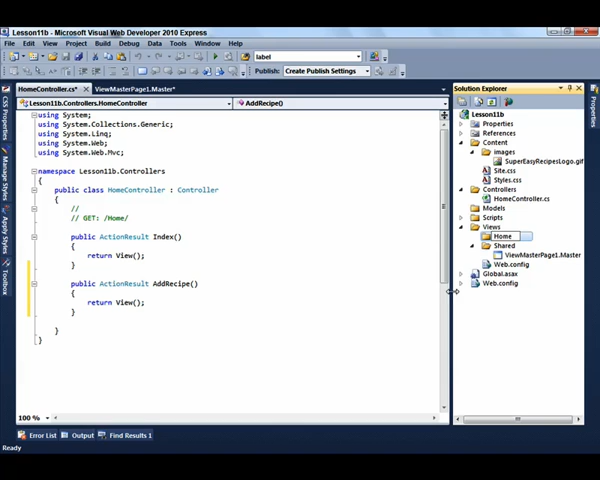 Lesson11b - Microsoft Visual Web Developer 2010 Express
File Edit View Project Build Debug Data Tools Window Help
label
Publish: Create Publish Settings
HomeController.cs* ViewMasterPage1.Master*
Lesson11b.Controllers.HomeController AddRecipe()
using System;
using System.Collections.Generic;
using System.Linq;
using System.Web;
using System.Web.Mvc;
namespace Lesson11b.Controllers
{
public class HomeController : Controller
{
//
// GET: /Home/
public ActionResult Index()
{
return View();
}
public ActionResult AddRecipe()
{
return View();
}
}
}
100 %
CSS Properties
Manage Styles
Apply Styles
Toolbox
Solution Explorer
Lesson11b
Properties
References
Content
images
SuperEasyRecipesLogo.gif
Site.css
Styles.css
Controllers
HomeController.cs
Models
Scripts
Views
Home
Shared
ViewMasterPage1.Master
Web.config
Global.asax
Web.config
Properties
Error List Output Find Results 1
Ready